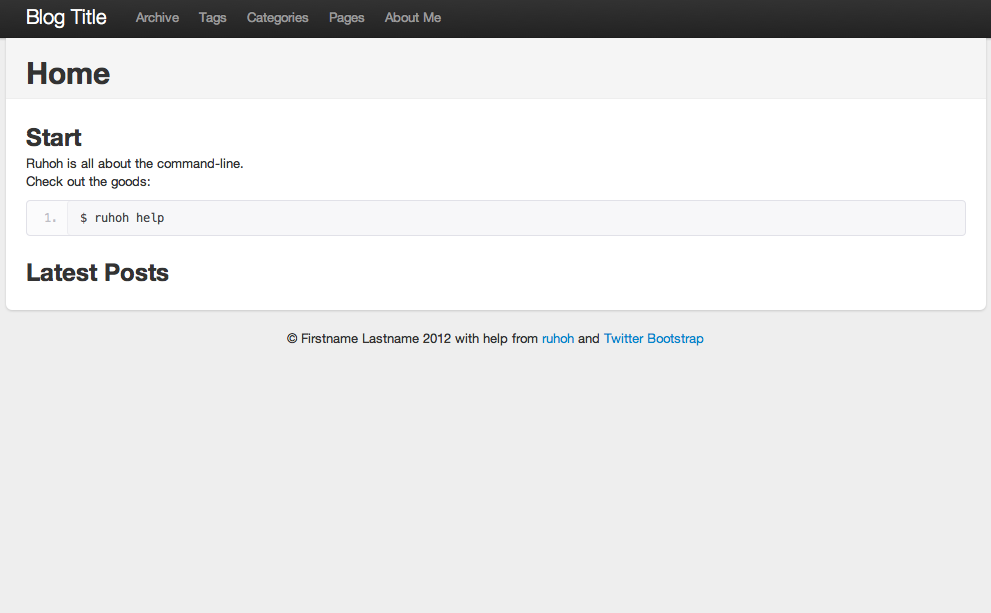 Blog Title Archive Tags Categories Pages About Me
Home
Start
Ruhoh is all about the command-line.
Check out the goods:
1. $ ruhoh help
Latest Posts
© Firstname Lastname 2012 with help from ruhoh and Twitter Bootstrap